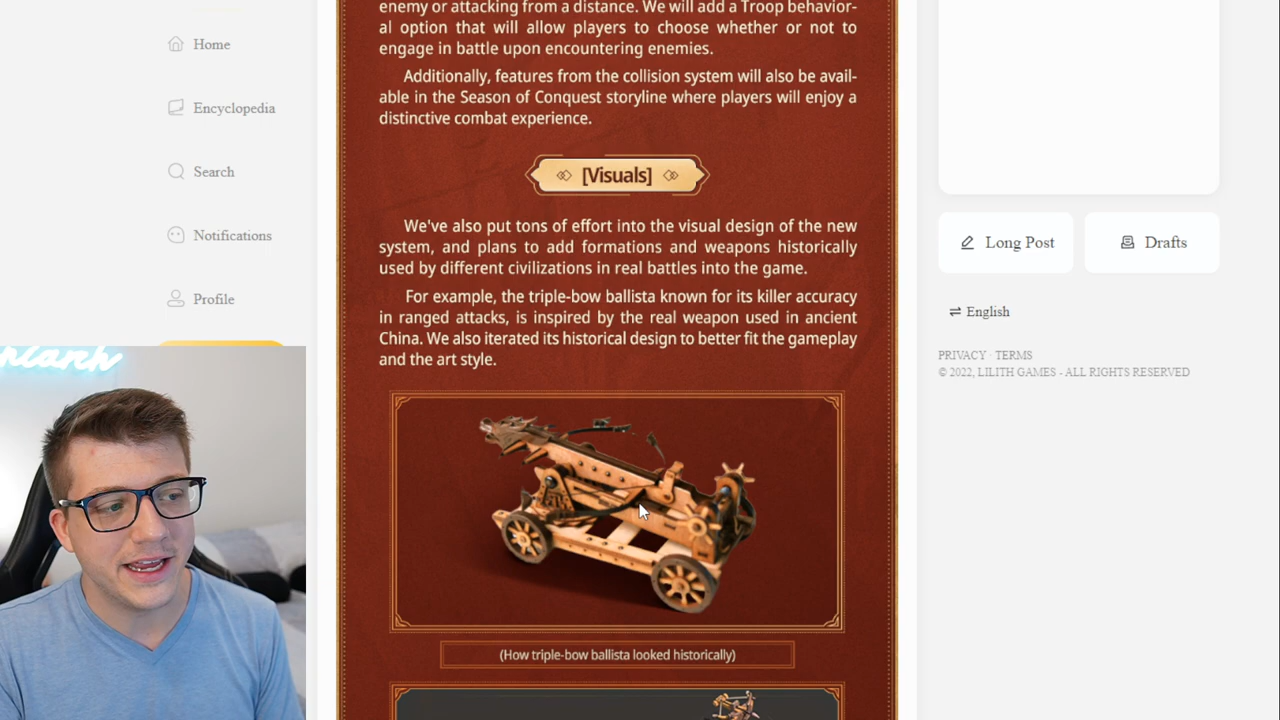 Home
Encyclopedia
Search
Notifications
Profile
enemy or attacking from a distance. We will add a Troop behavior-
al option that will allow players to choose whether or not to
engage in battle upon encountering enemies.
Additionally, features from the collision system will also be avail-
able in the Season of Conquest storyline where players will enjoy a
distinctive combat experience.
[Visuals]
We've also put tons of effort into the visual design of the new
system, and plans to add formations and weapons historically
used by different civilizations in real battles into the game.
For example, the triple-bow ballista known for its killer accuracy
in ranged attacks, is inspired by the real weapon used in ancient
China. We also iterated its historical design to better fit the gameplay
and the art style.
(How triple-bow ballista looked historically)
Long Post
Drafts
⇌ English
PRIVACY · TERMS
© 2022, LILITH GAMES - ALL RIGHTS RESERVED